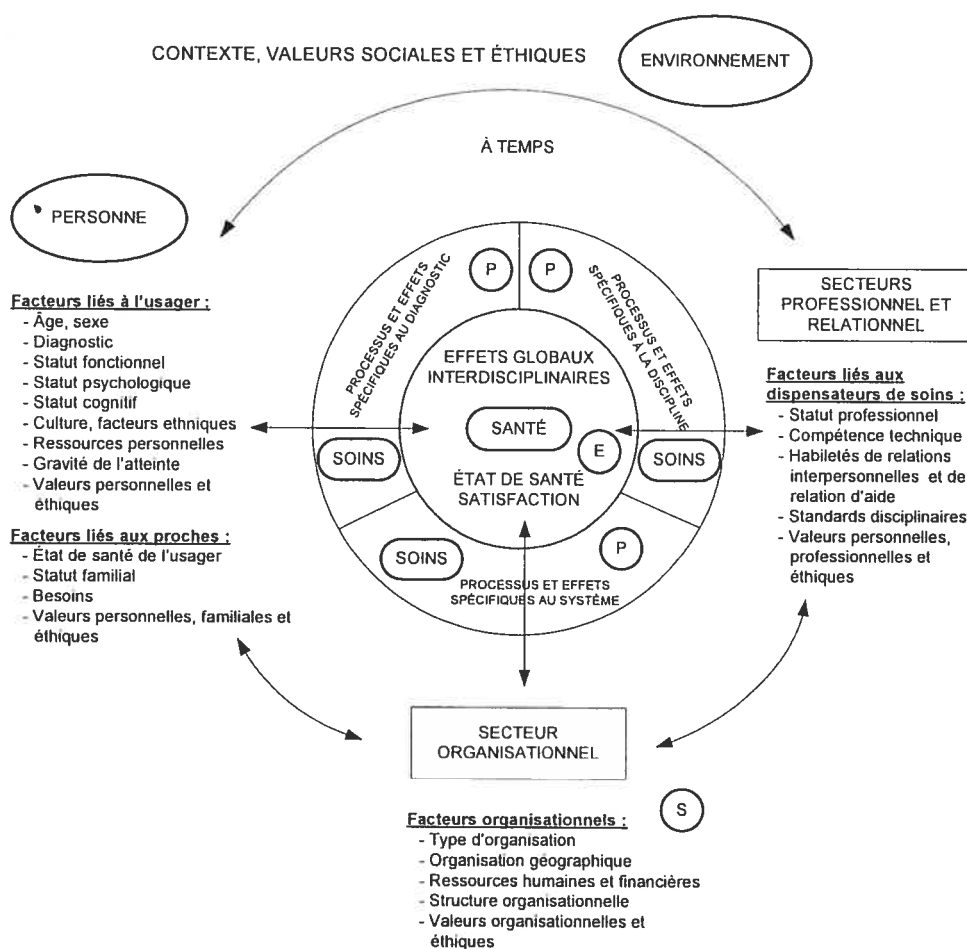 CONTEXTE, VALEURS SOCIALES ET ÉTHIQUES
ENVIRONNEMENT
À TEMPS
PERSONNE
Facteurs liés à l'usager :
- Âge, sexe
- Diagnostic
- Statut fonctionnel
- Statut psychologique
- Statut cognitif
- Culture, facteurs ethniques
- Ressources personnelles
- Gravité de l'atteinte
- Valeurs personnelles et
éthiques
Facteurs liés aux proches :
- État de santé de l'usager
- Statut familial
- Besoins
- Valeurs personnelles, familiales et
éthiques
PROCESSUS ET EFFETS
SPÉCIFIQUES AU DIAGNOSTIC
P
P
PROCESSUS ET EFFETS
SPÉCIFIQUES À LA DISCIPLINE
EFFETS GLOBAUX
INTERDISCIPLINAIRES
SANTÉ
E
ÉTAT DE SANTÉ
SATISFACTION
SOINS
SOINS
SOINS
P
PROCESSUS ET EFFETS
SPÉCIFIQUES AU SYSTÈME
SECTEURS
PROFESSIONNEL ET
RELATIONNEL
Facteurs liés aux
dispensateurs de soins :
- Statut professionnel
- Compétence technique
- Habiletés de relations
interpersonnelles et de
relation d'aide
- Standards disciplinaires
- Valeurs personnelles,
professionnelles et
éthiques
SECTEUR
ORGANISATIONNEL
S
Facteurs organisationnels :
- Type d'organisation
- Organisation géographique
- Ressources humaines et financières
- Structure organisationnelle
- Valeurs organisationnelles et
éthiques